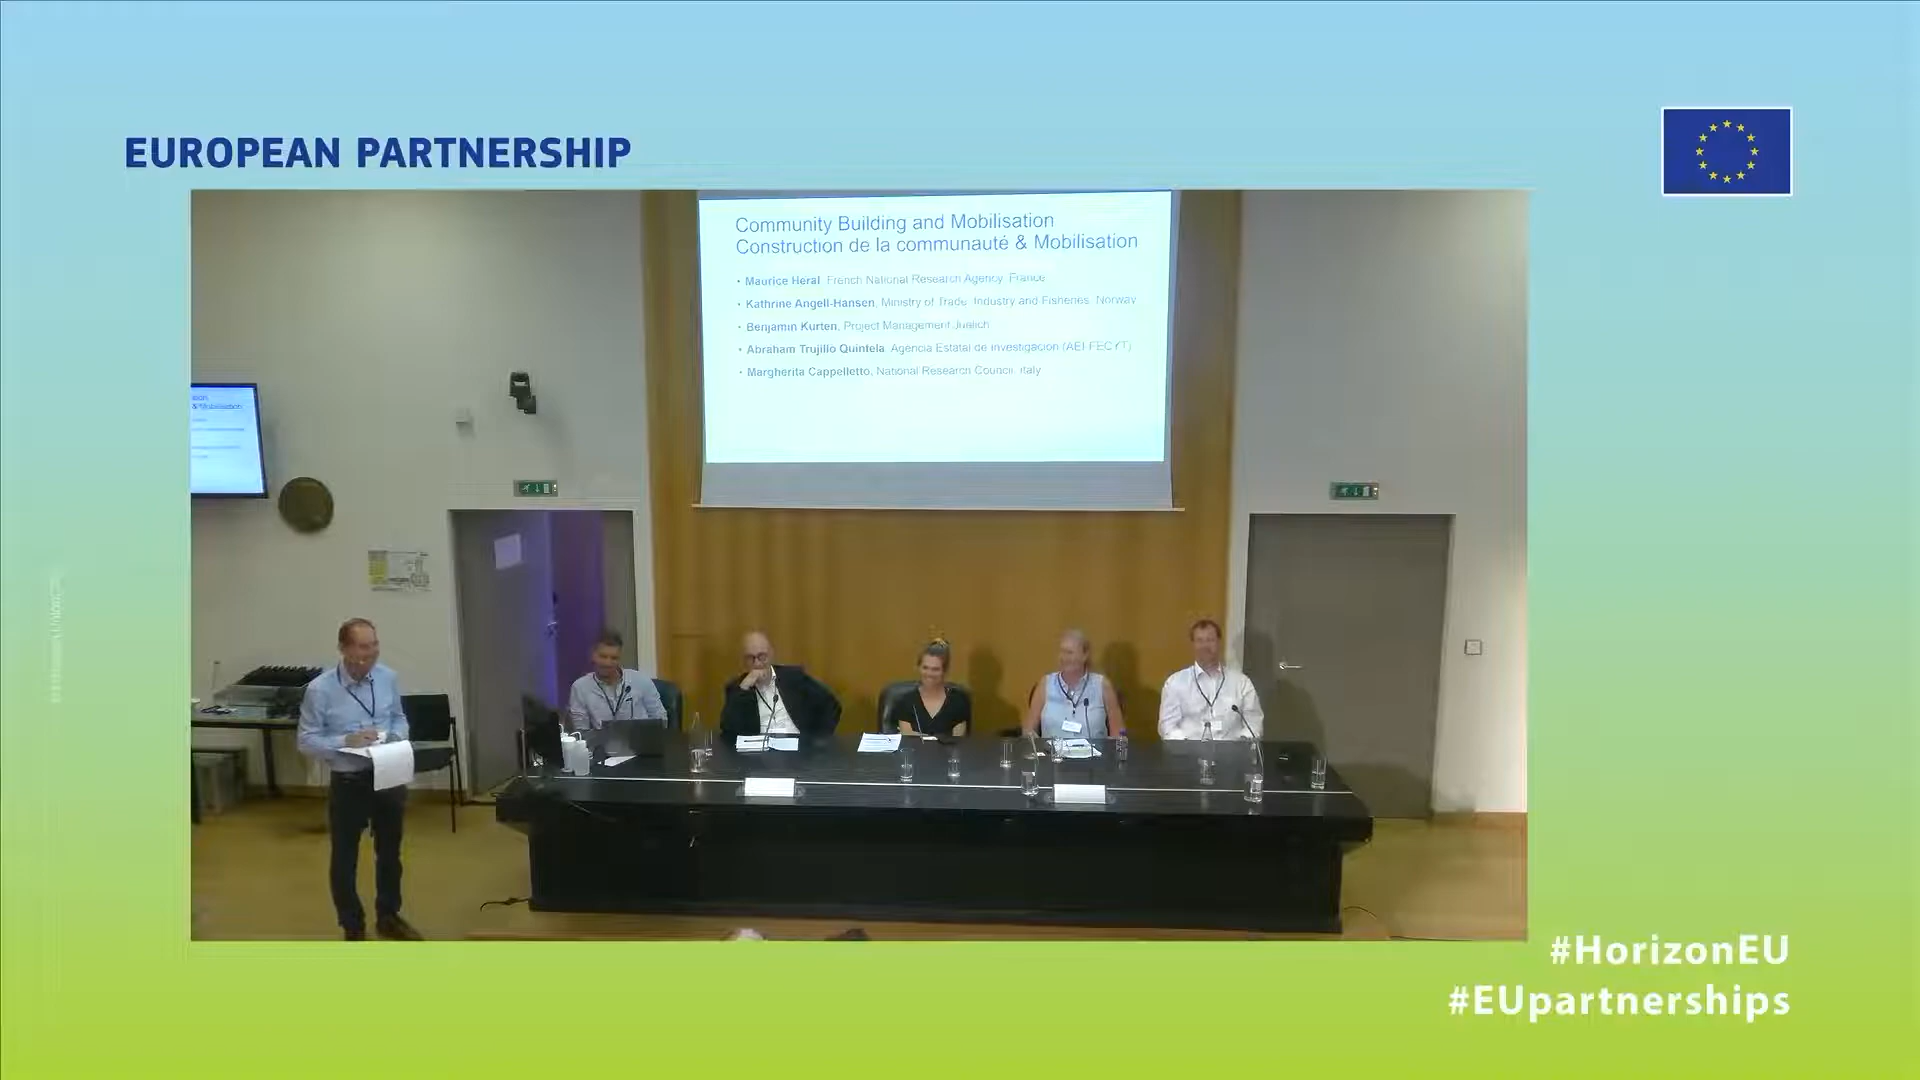 EUROPEAN PARTNERSHIP
Community Building and Mobilisation
Construction de la communauté & Mobilisation
• Maurice Heral, French National Research Agency, France
• Kathrine Angell-Hansen, Ministry of Trade, Industry and Fisheries, Norway
• Benjamin Kurten, Project Management Juelich
• Abraham Trujillo Quintela, Agencia Estatal de Investigacion (AEI-FECYT)
• Margherita Cappelletto, National Research Council, Italy
& Mobilisation
#HorizonEU
#EUpartnerships